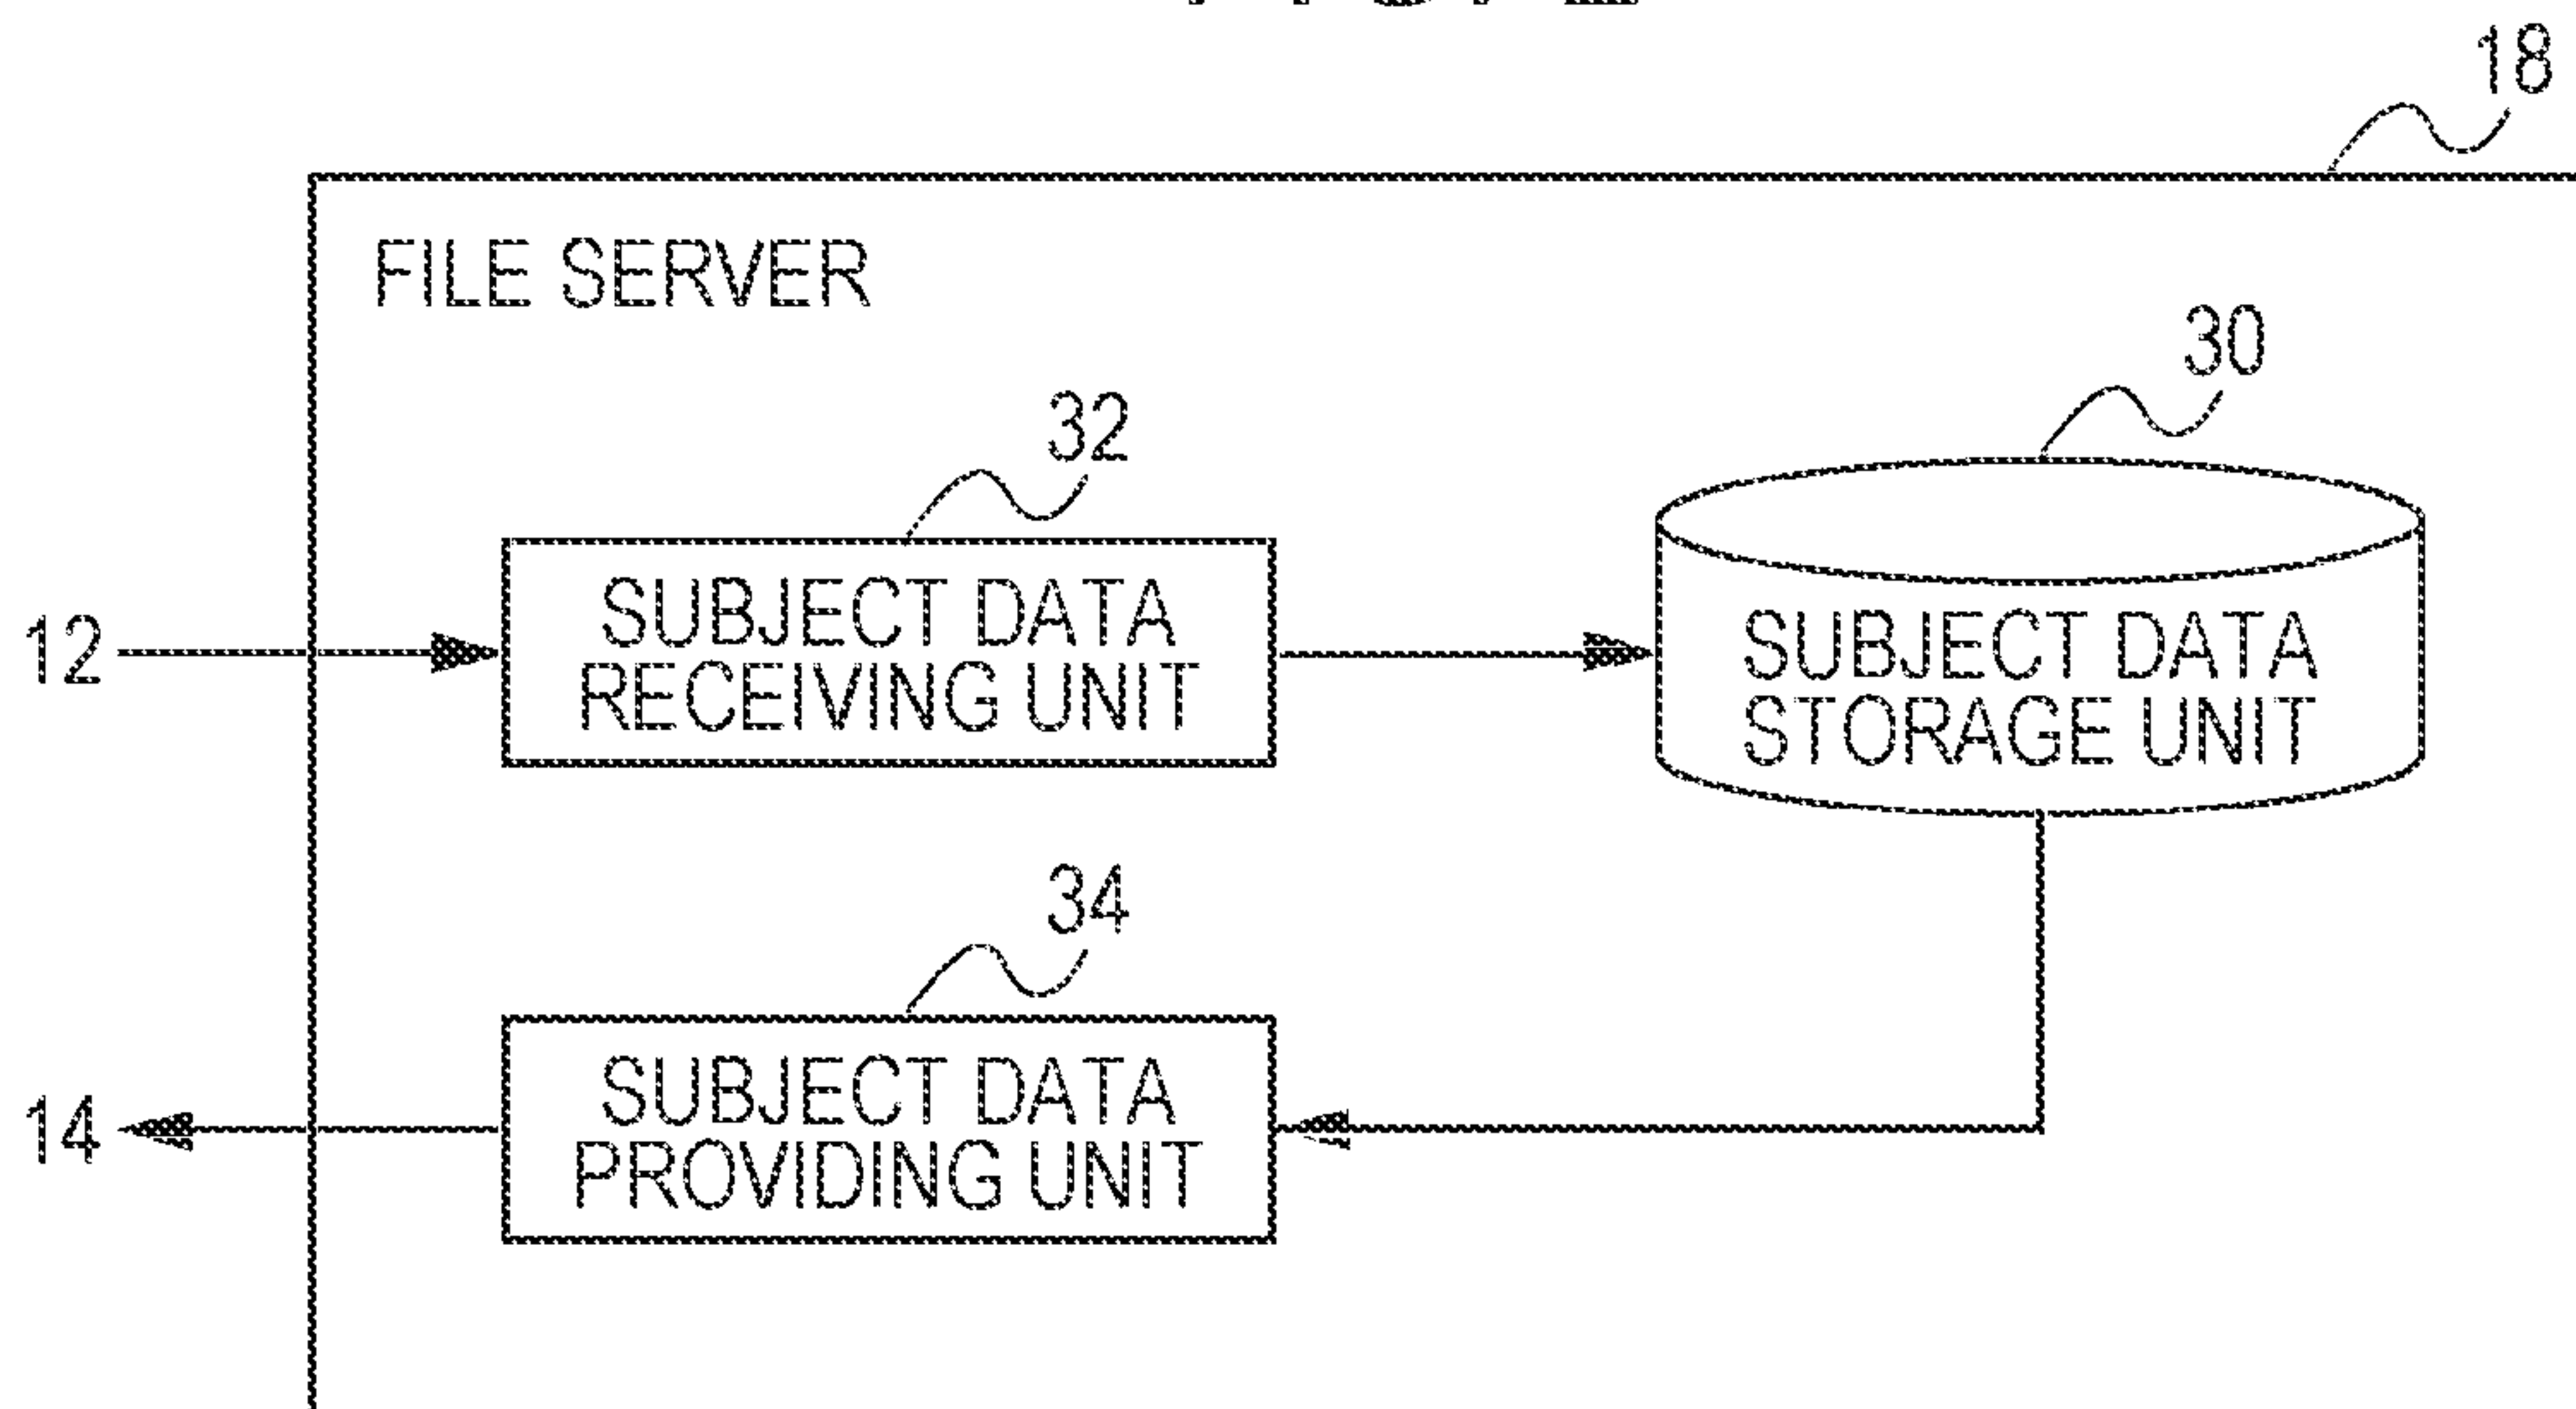 18
FILE SERVER
30
32
SUBJECT DATA
RECEIVING UNIT
12
SUBJECT DATA
STORAGE UNIT
34
SUBJECT DATA
PROVIDING UNIT
14